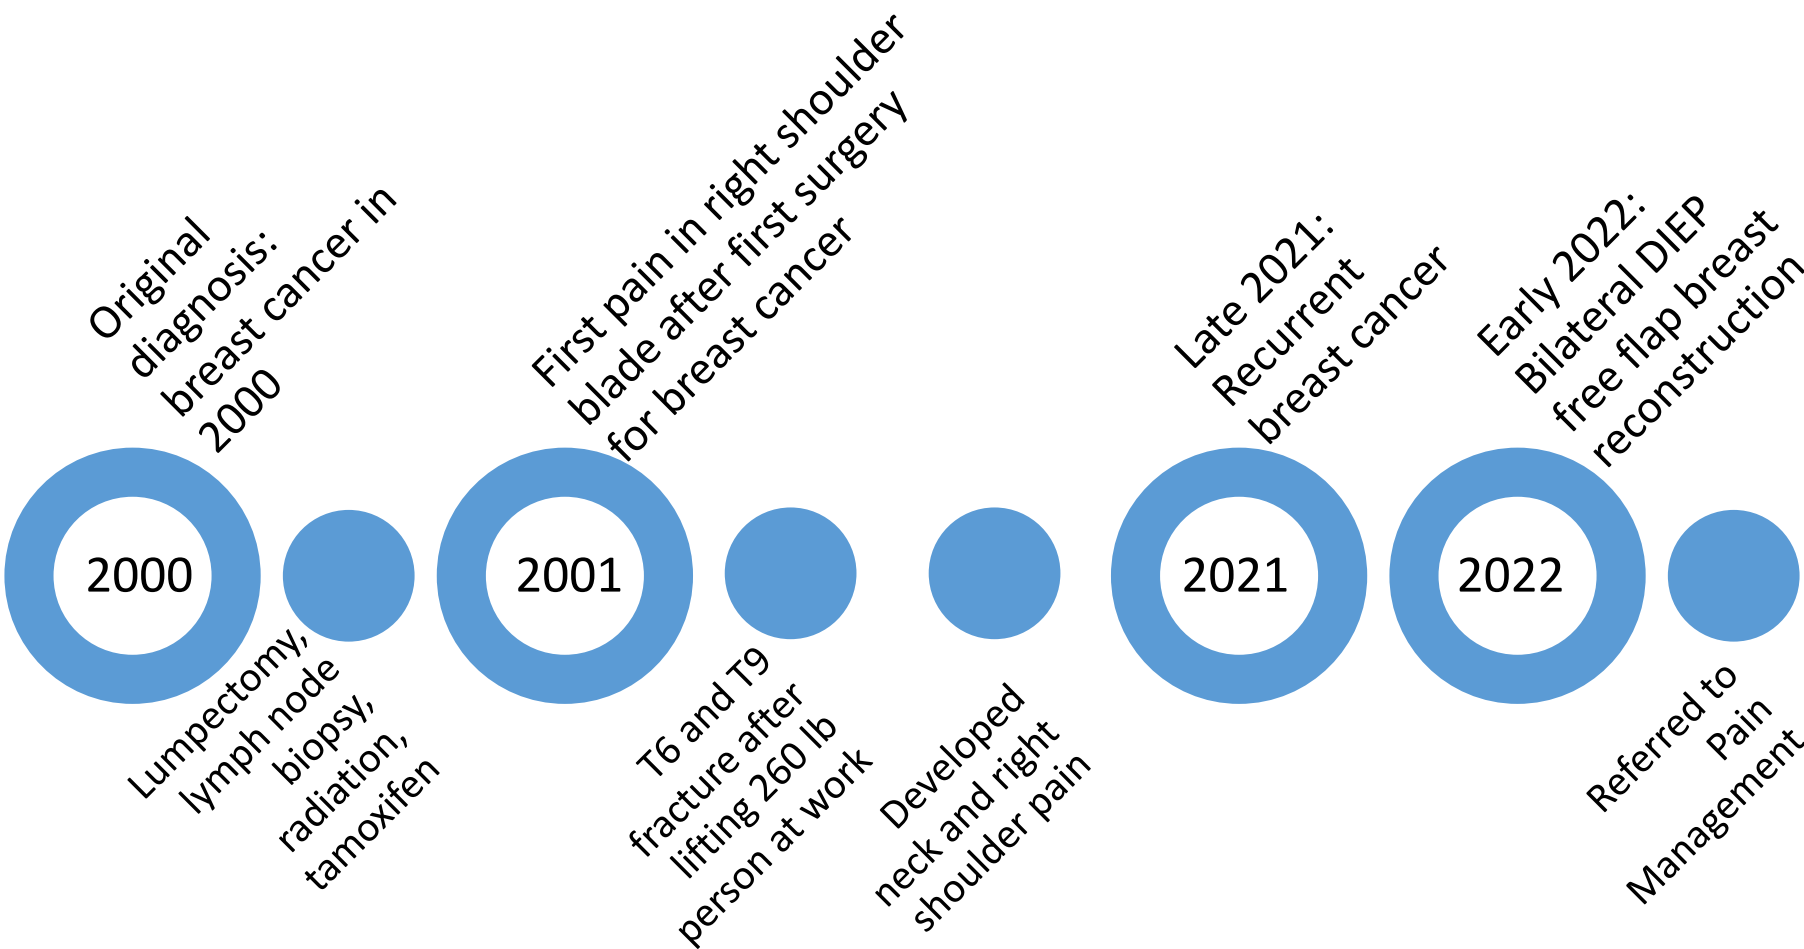 Original
diagnosis:
breast cancer in
2000
2000
Lumpectomy,
lymph node
biopsy,
radiation,
tamoxifen
First pain in right shoulder
blade after first surgery
for breast cancer
2001
T6 and T9
fracture after
lifting 260 lb
person at work
Developed
neck and right
shoulder pain
Late 2021:
Recurrent
breast cancer
2021
Early 2022:
Bilateral DIEP
free flap breast
reconstruction
2022
Referred to
Pain
Management